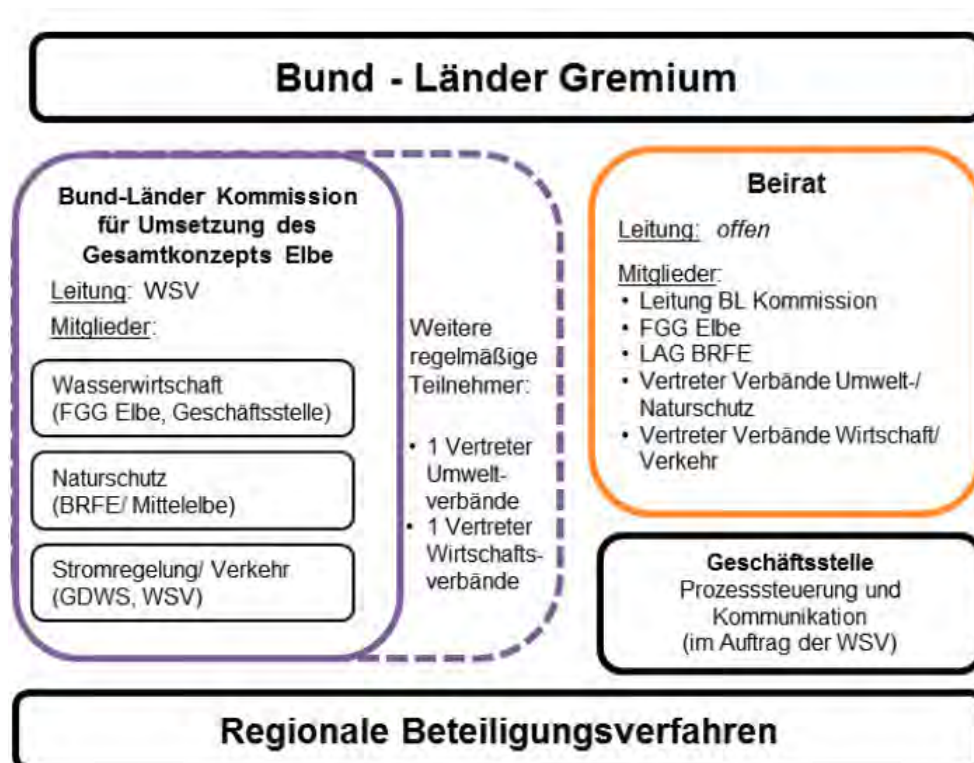 Bund - Länder Gremium
Bund-Länder Kommission
für Umsetzung des
Gesamtkonzepts Elbe
Leitung: WSV
Mitglieder:
Wasserwirtschaft
(FGG Elbe, Geschäftsstelle)
Naturschutz
(BRFE/ Mittelelbe)
Stromregelung/ Verkehr
(GDWS, WSV)
Weitere
regelmäßige
Teilnehmer:
• 1 Vertreter
Umwelt-
verbände
• 1 Vertreter
Wirtschafts-
verbände
Beirat
Leitung: offen
Mitglieder:
• Leitung BL Kommission
• FGG Elbe
• LAG BRFE
• Vertreter Verbände Umwelt-/
Naturschutz
• Vertreter Verbände Wirtschaft/
Verkehr
Geschäftsstelle
Prozesssteuerung und
Kommunikation
(im Auftrag der WSV)
Regionale Beteiligungsverfahren